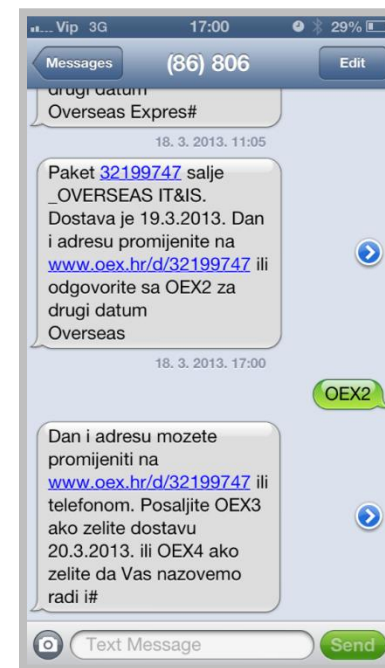 Vip 3G 17:00 29%
Messages (86) 806 Edit
drugi datum
Overseas Expres#
18. 3. 2013. 11:05
Paket 32199747 salje
_OVERSEAS IT&IS.
Dostava je 19.3.2013. Dan
i adresu promijenite na
www.oex.hr/d/32199747 ili
odgovorite sa OEX2 za
drugi datum
Overseas
18. 3. 2013. 17:00
OEX2
Dan i adresu mozete
promijeniti na
www.oex.hr/d/32199747 ili
telefonom. Posaljite OEX3
ako zelite dostavu
20.3.2013. ili OEX4 ako
zelite da Vas nazovemo
radi i#
Text Message Send